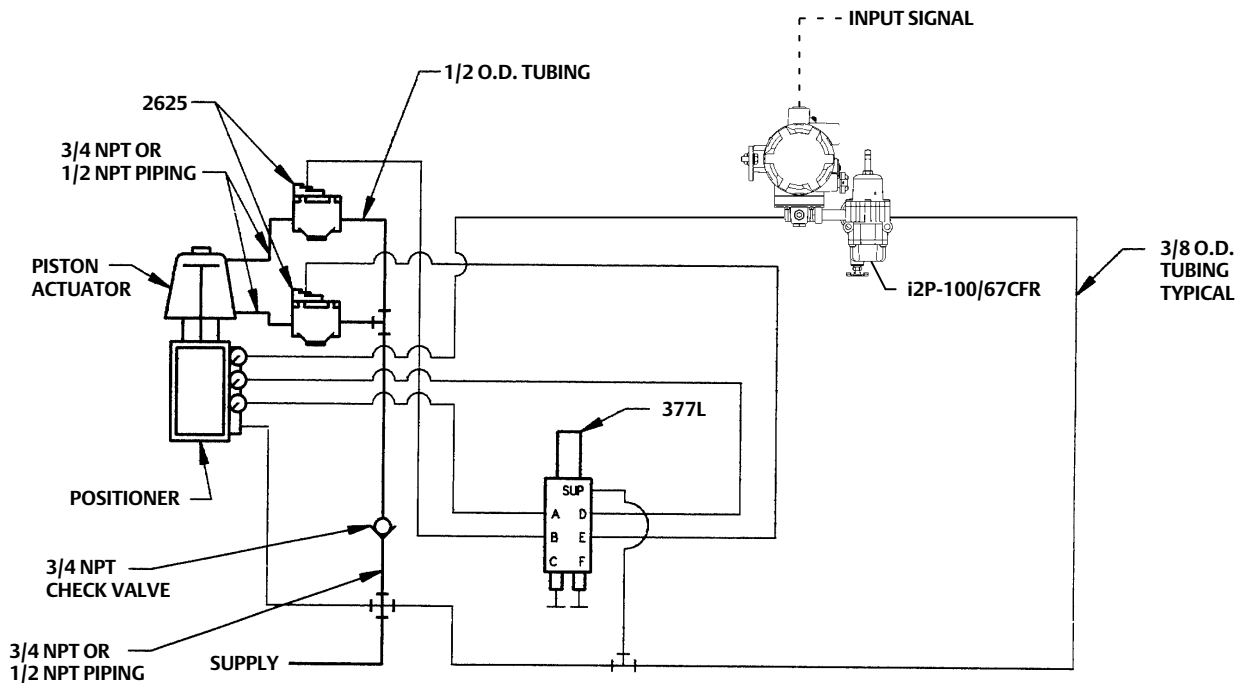 INPUT SIGNAL
1/2 O.D. TUBING
2625
3/4 NPT OR
1/2 NPT PIPING
PISTON
ACTUATOR
3/8 O.D.
TUBING
TYPICAL
i2P-100/67CFR
377L
SUP
A D
B E
C F
POSITIONER
3/4 NPT
CHECK VALVE
3/4 NPT OR
1/2 NPT PIPING
SUPPLY